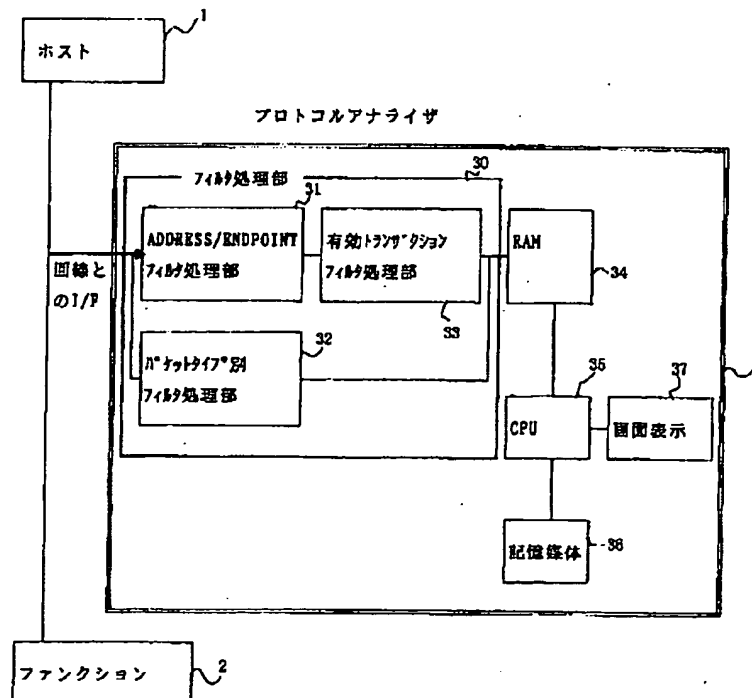 1
ホスト
プロトコルアナライザ
30
フィルタ処理部
31
ADDRESS/ENDPOINT
フィルタ処理部
有効トランザクション
フィルタ処理部
33
RAM
34
回線と
のI/F
32
パケットタイプ別
フィルタ処理部
35
CPU
37
画面表示
記憶媒体
36
ファンクション
2